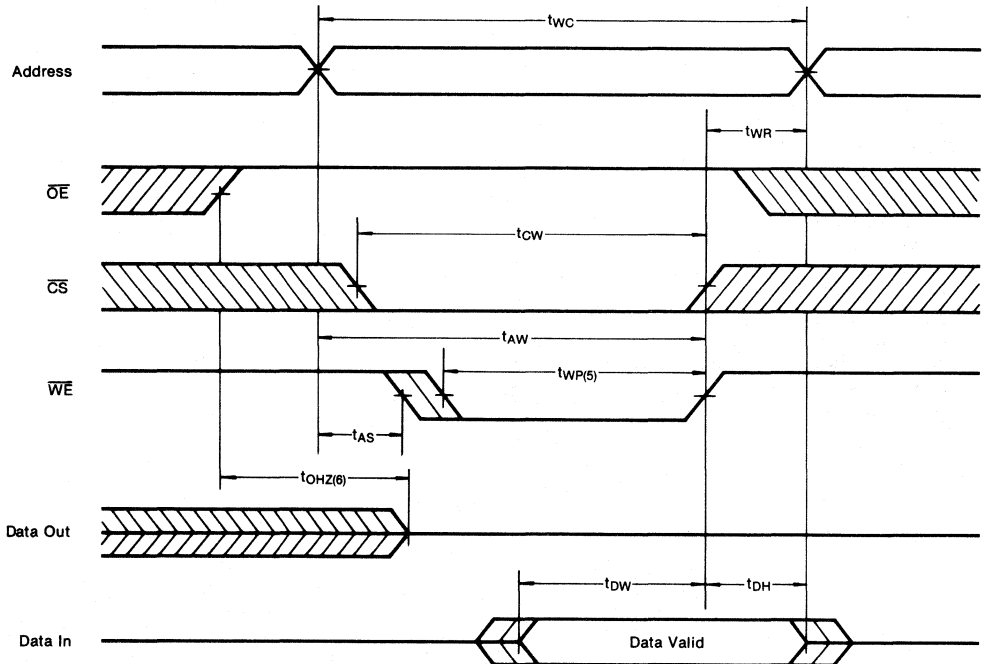 tWC
Address
tWR
OE
tCW
CS
tAW
WE
tWP(5)
tAS
tOHZ(6)
Data Out
tDW
tDH
Data In
Data Valid